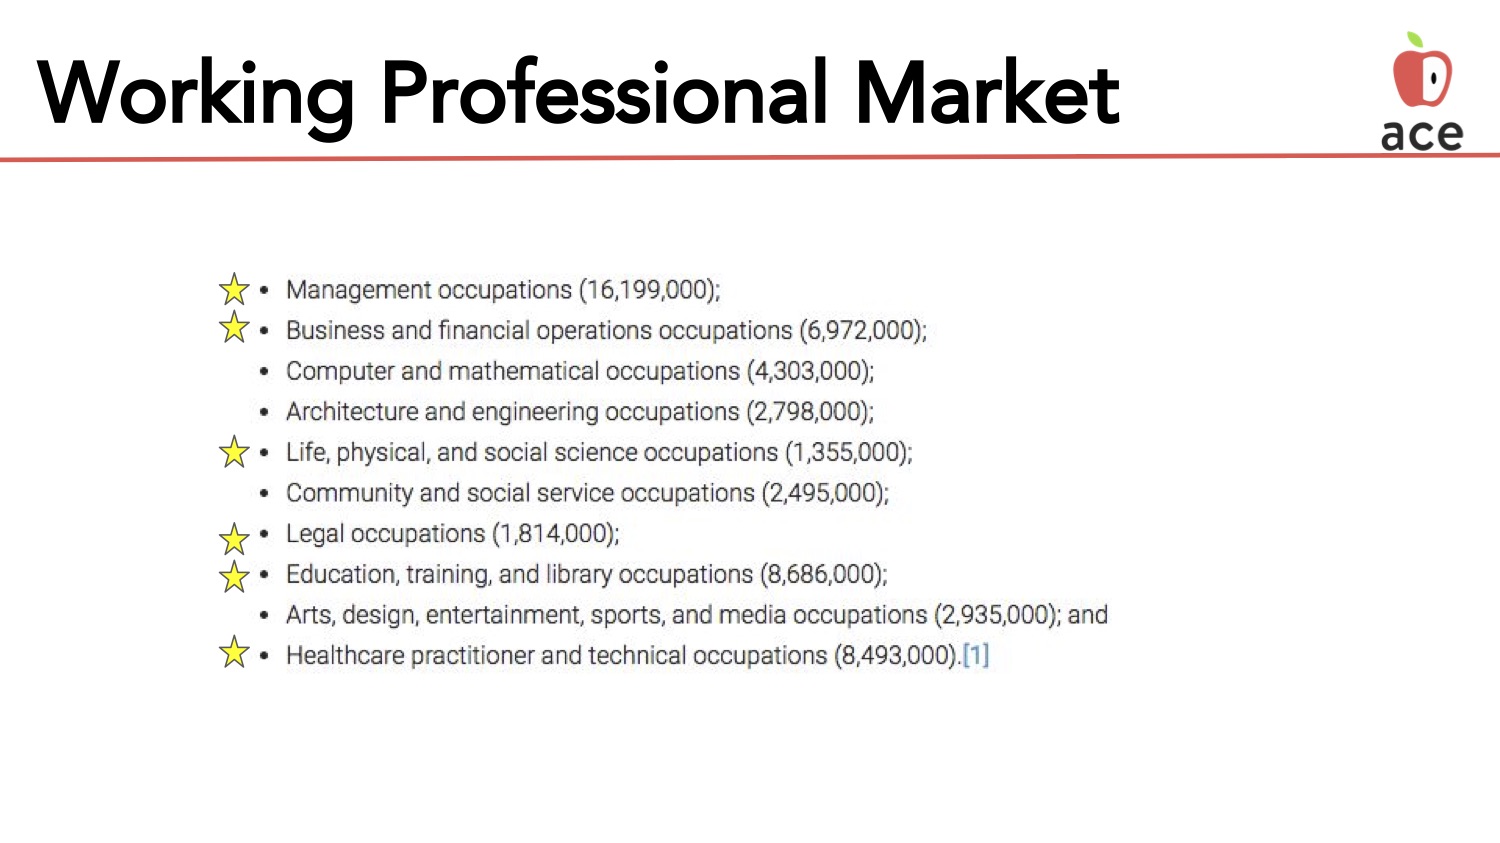 Working Professional Market
ace
• Management occupations (16,199,000);
• Business and financial operations occupations (6,972,000);
• Computer and mathematical occupations (4,303,000);
• Architecture and engineering occupations (2,798,000);
• Life, physical, and social science occupations (1,355,000);
• Community and social service occupations (2,495,000);
• Legal occupations (1,814,000);
• Education, training, and library occupations (8,686,000);
• Arts, design, entertainment, sports, and media occupations (2,935,000); and
• Healthcare practitioner and technical occupations (8,493,000).[1]